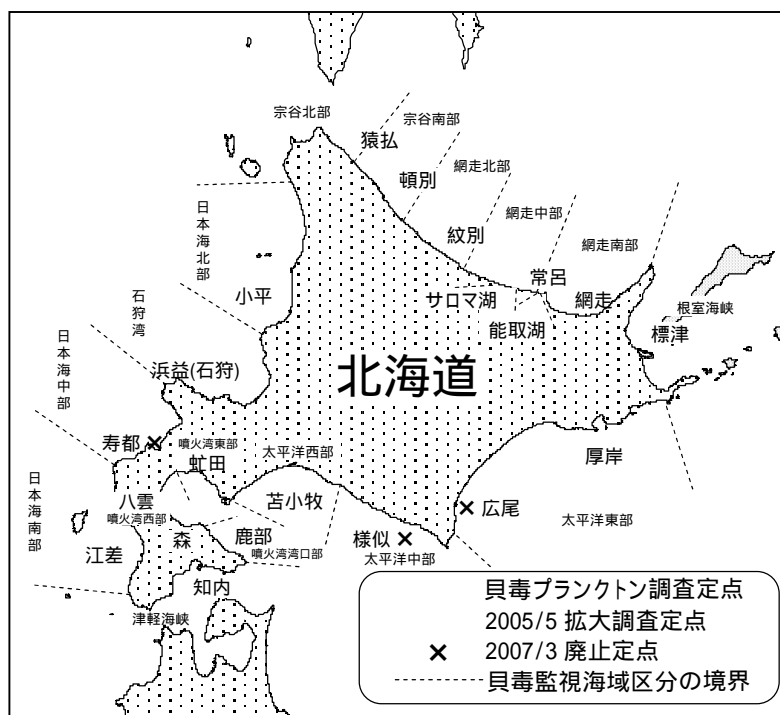 宗谷北部
宗谷南部
猿払
頓別
網走北部
紋別
網走中部
網走南部
常呂
サロマ湖
網走
能取湖
根室海峡
標津
日本海北部
小平
石狩湾
日本海中部
浜益(石狩)
北海道
寿都
噴火湾東部
虻田
太平洋西部
厚岸
八雲
苫小牧
広尾
噴火湾西部
太平洋東部
日本海南部
江差
森
鹿部
様似
噴火湾湾口部
太平洋中部
知内
津軽海峡
貝毒プランクトン調査定点
2005/5 拡大調査定点
× 2007/3 廃止定点
貝毒監視海域区分の境界